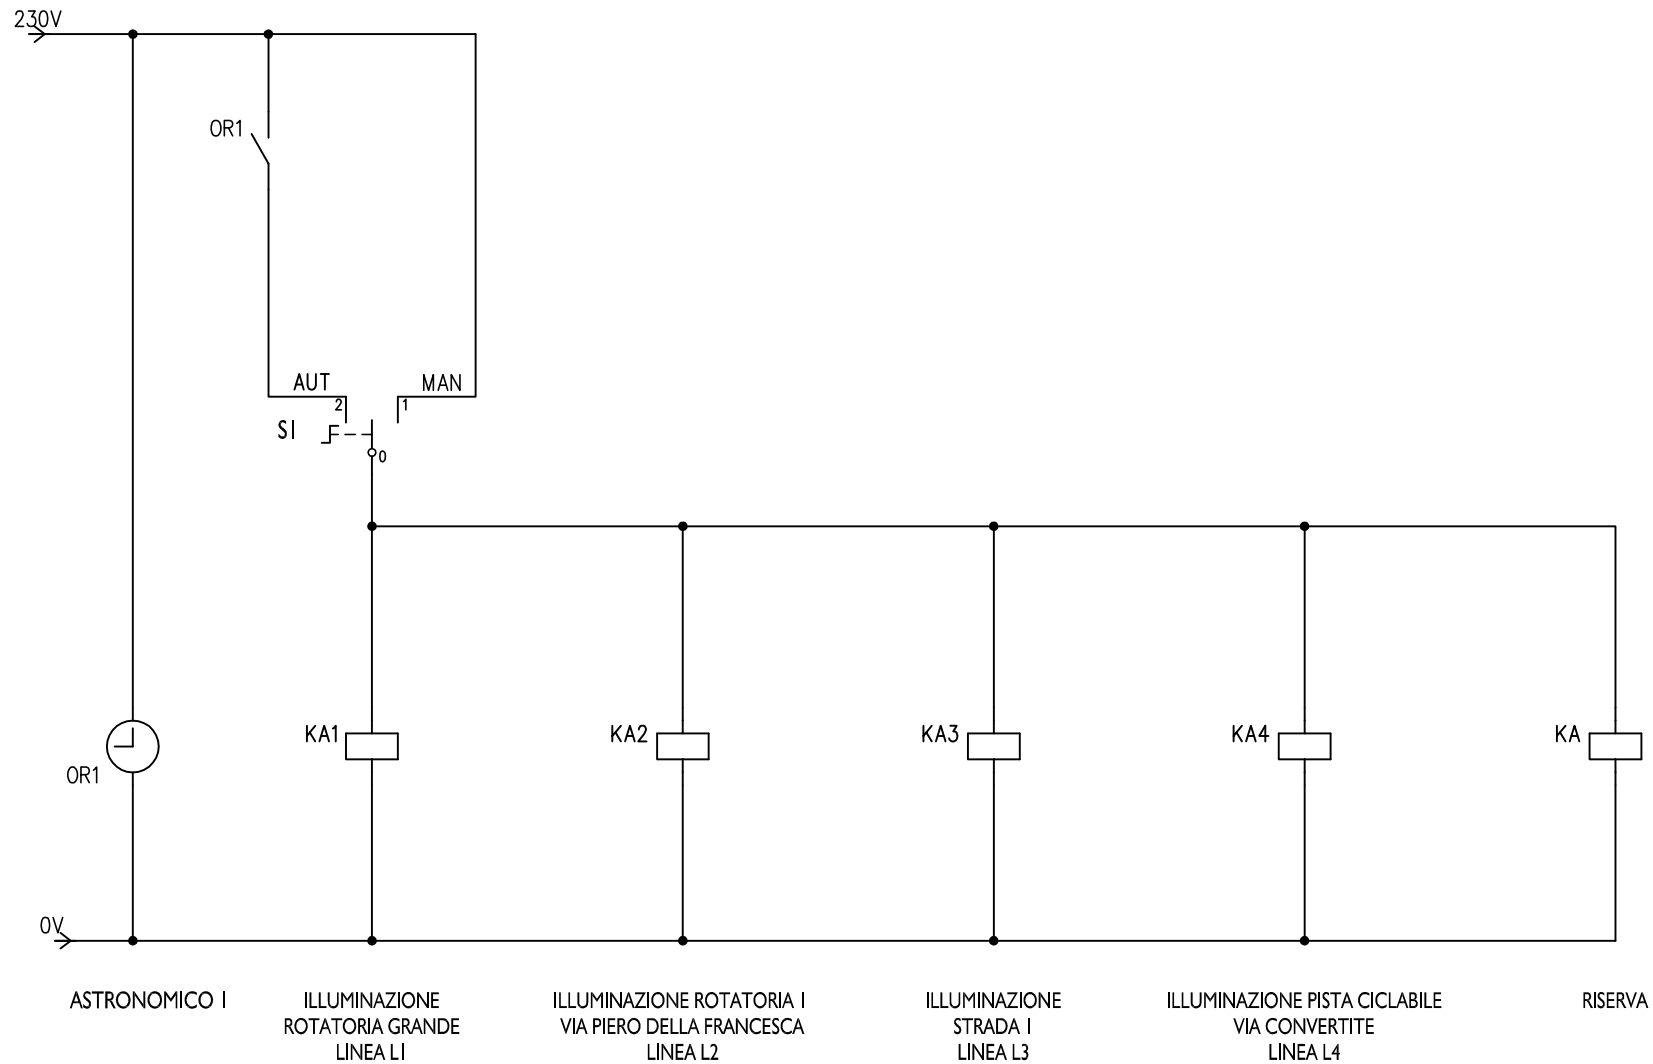 230V
OR1
AUT
MAN
2
1
S1
0
KA1
KA2
KA3
KA4
KA
OR1
0V
ASTRONOMICO 1
ILLUMINAZIONE
ROTATORIA GRANDE
LINEA L1
ILLUMINAZIONE ROTATORIA 1
VIA PIERO DELLA FRANCESCA
LINEA L2
ILLUMINAZIONE
STRADA 1
LINEA L3
ILLUMINAZIONE PISTA CICLABILE
VIA CONVERTITE
LINEA L4
RISERVA